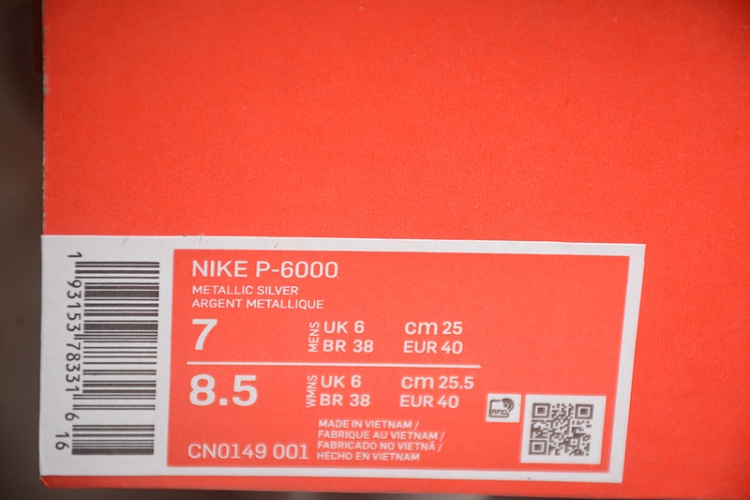 NIKE P-6000
METALLIC SILVER
ARGENT METALLIQUE
7 MENS UK 6 cm 25
BR 38 EUR 40
8.5 WMNS UK 6 cm 25.5
BR 38 EUR 40
MADE IN VIETNAM /
FABRIQUE AU VIETNAM /
FABRICADO NO VIETNÃ /
HECHO EN VIETNAM
CN0149 001
RFID
1 93153 78331 6
16